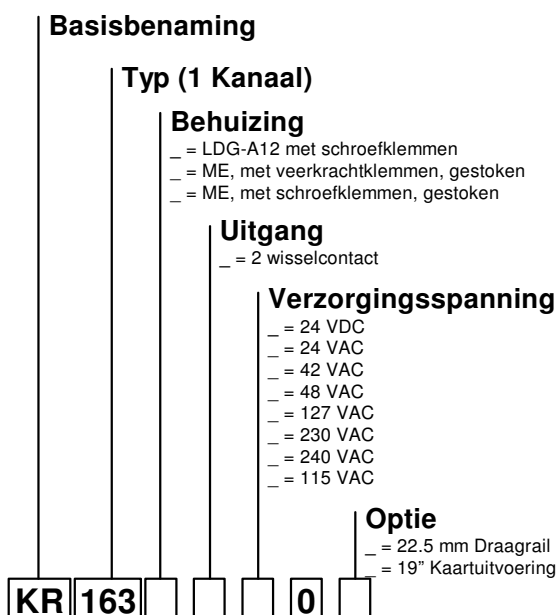 Basisbenaming
Typ (1 Kanaal)
Behuizing
_ = LDG-A12 met schroefklemmen
_ = ME, met veerkrachtklemmen, gestoken
_ = ME, met schroefklemmen, gestoken
Uitgang
_ = 2 wisselcontact
Verzorgingsspanning
_ = 24 VDC
_ = 24 VAC
_ = 42 VAC
_ = 48 VAC
_ = 127 VAC
_ = 230 VAC
_ = 240 VAC
_ = 115 VAC
Optie
_ = 22.5 mm Draagrail
_ = 19” Kaartuitvoering
KR 163 0